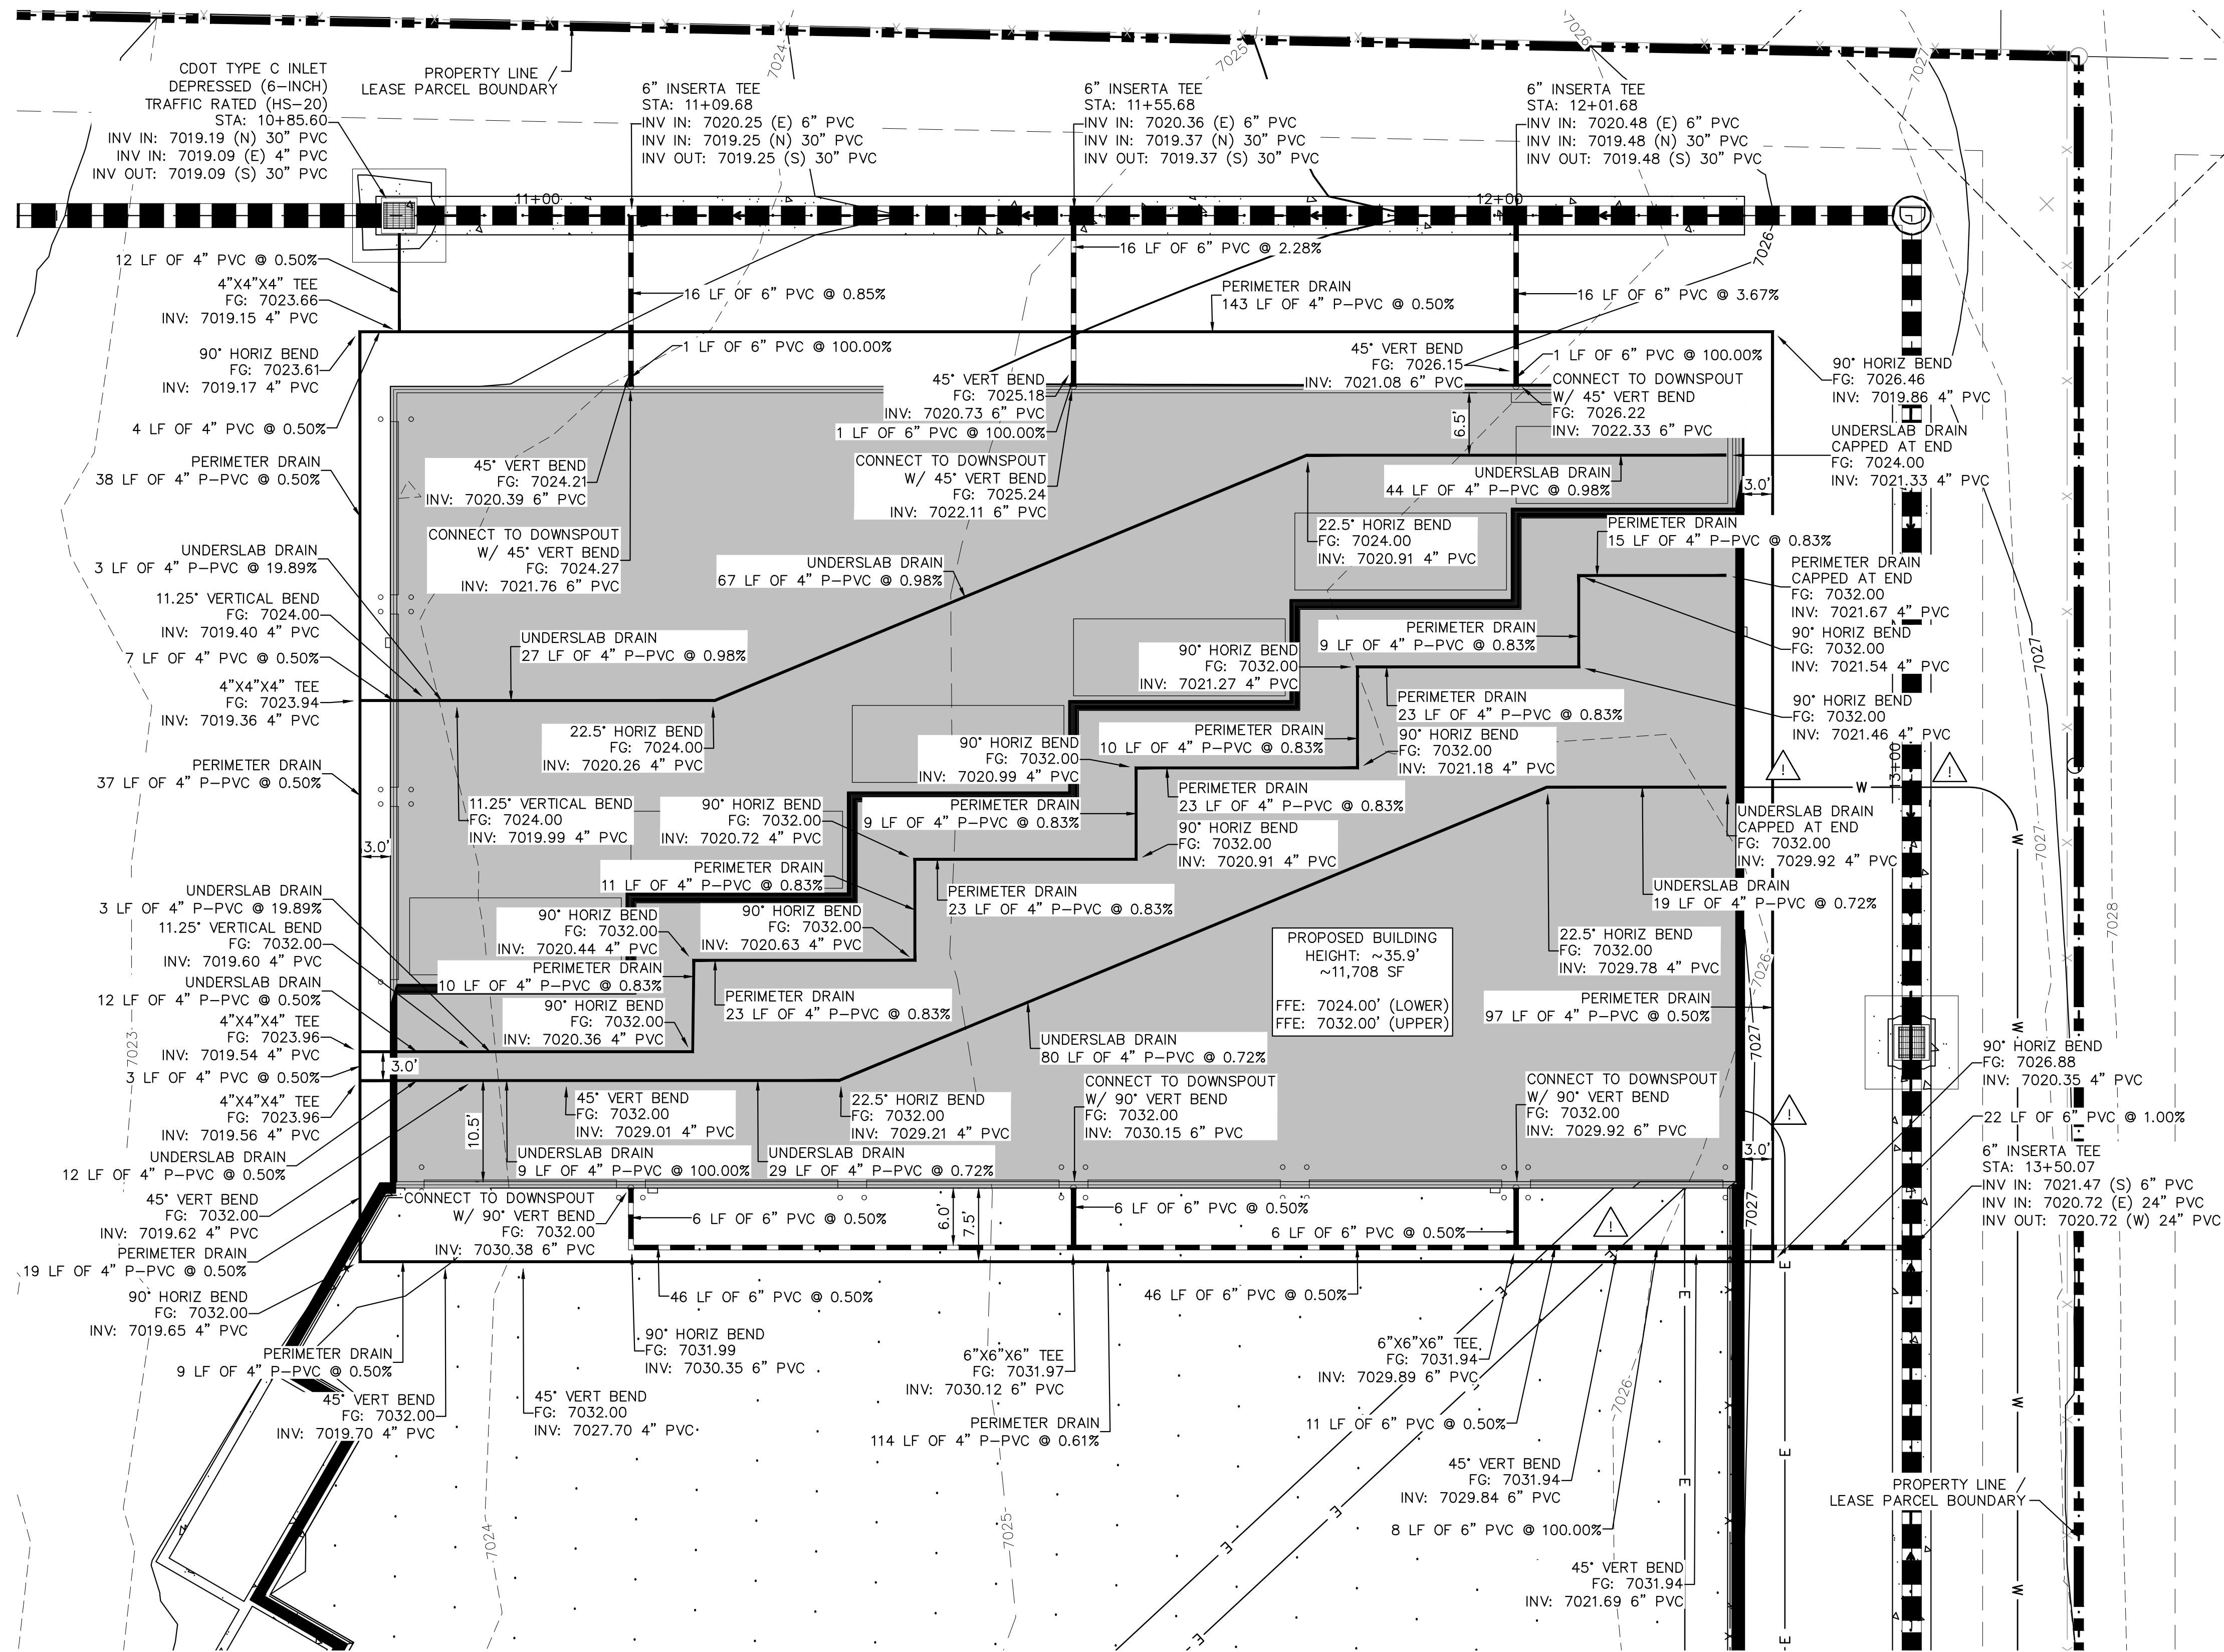 CDOT TYPE C INLET
DEPRESSED (6-INCH)
TRAFFIC RATED (HS-20)
STA: 10+85.60
INV IN: 7019.19 (N) 30" PVC
INV IN: 7019.09 (E) 4" PVC
INV OUT: 7019.09 (S) 30" PVC
PROPERTY LINE /
LEASE PARCEL BOUNDARY
6" INSERTA TEE
STA: 11+09.68
INV IN: 7020.25 (E) 6" PVC
INV IN: 7019.25 (N) 30" PVC
INV OUT: 7019.25 (S) 30" PVC
7024
6" INSERTA TEE
STA: 11+55.68
INV IN: 7020.36 (E) 6" PVC
INV IN: 7019.37 (N) 30" PVC
INV OUT: 7019.37 (S) 30" PVC
7025
6" INSERTA TEE
STA: 12+01.68
INV IN: 7020.48 (E) 6" PVC
INV IN: 7019.48 (N) 30" PVC
INV OUT: 7019.48 (S) 30" PVC
7026
7027
11+00
12+00
7026
12 LF OF 4" PVC @ 0.50%
4"X4"X4" TEE
FG: 7023.66
INV: 7019.15 4" PVC
90° HORIZ BEND
FG: 7023.61
INV: 7019.17 4" PVC
4 LF OF 4" PVC @ 0.50%
PERIMETER DRAIN
38 LF OF 4" P-PVC @ 0.50%
UNDERSLAB DRAIN
3 LF OF 4" P-PVC @ 19.89%
11.25° VERTICAL BEND
FG: 7024.00
INV: 7019.40 4" PVC
7 LF OF 4" PVC @ 0.50%
4"X4"X4" TEE
FG: 7023.94
INV: 7019.36 4" PVC
PERIMETER DRAIN
37 LF OF 4" P-PVC @ 0.50%
3.0'
UNDERSLAB DRAIN
3 LF OF 4" P-PVC @ 19.89%
11.25° VERTICAL BEND
FG: 7032.00
INV: 7019.60 4" PVC
UNDERSLAB DRAIN
12 LF OF 4" P-PVC @ 0.50%
4"X4"X4" TEE
FG: 7023.96
INV: 7019.54 4" PVC
3 LF OF 4" PVC @ 0.50%
3.0'
4"X4"X4" TEE
FG: 7023.96
INV: 7019.56 4" PVC
UNDERSLAB DRAIN
12 LF OF 4" P-PVC @ 0.50%
45° VERT BEND
FG: 7032.00
INV: 7019.62 4" PVC
PERIMETER DRAIN
19 LF OF 4" P-PVC @ 0.50%
90° HORIZ BEND
FG: 7032.00
INV: 7019.65 4" PVC
PERIMETER DRAIN
9 LF OF 4" P-PVC @ 0.50%
45° VERT BEND
FG: 7032.00
INV: 7019.70 4" PVC
7023
16 LF OF 6" PVC @ 0.85%
1 LF OF 6" PVC @ 100.00%
45° VERT BEND
FG: 7024.21
INV: 7020.39 6" PVC
CONNECT TO DOWNSPOUT
W/ 45° VERT BEND
FG: 7024.27
INV: 7021.76 6" PVC
UNDERSLAB DRAIN
27 LF OF 4" P-PVC @ 0.98%
22.5° HORIZ BEND
FG: 7024.00
INV: 7020.26 4" PVC
11.25° VERTICAL BEND
FG: 7024.00
INV: 7019.99 4" PVC
16 LF OF 6" PVC @ 2.28%
PERIMETER DRAIN
143 LF OF 4" P-PVC @ 0.50%
45° VERT BEND
FG: 7025.18
INV: 7020.73 6" PVC
1 LF OF 6" PVC @ 100.00%
CONNECT TO DOWNSPOUT
W/ 45° VERT BEND
FG: 7025.24
INV: 7022.11 6" PVC
UNDERSLAB DRAIN
67 LF OF 4" P-PVC @ 0.98%
16 LF OF 6" PVC @ 3.67%
45° VERT BEND
FG: 7026.15
INV: 7021.08 6" PVC
1 LF OF 6" PVC @ 100.00%
CONNECT TO DOWNSPOUT
W/ 45° VERT BEND
FG: 7026.22
INV: 7022.33 6" PVC
6.5'
UNDERSLAB DRAIN
44 LF OF 4" P-PVC @ 0.98%
22.5° HORIZ BEND
FG: 7024.00
INV: 7020.91 4" PVC
90° HORIZ BEND
FG: 7026.46
INV: 7019.86 4" PVC
UNDERSLAB DRAIN
CAPPED AT END
FG: 7024.00
INV: 7021.33 4" PVC
3.0'
PERIMETER DRAIN
15 LF OF 4" P-PVC @ 0.83%
PERIMETER DRAIN
CAPPED AT END
FG: 7032.00
INV: 7021.67 4" PVC
90° HORIZ BEND
FG: 7032.00
INV: 7021.54 4" PVC
90° HORIZ BEND
FG: 7032.00
INV: 7021.46 4" PVC
PERIMETER DRAIN
9 LF OF 4" P-PVC @ 0.83%
90° HORIZ BEND
FG: 7032.00
INV: 7021.27 4" PVC
PERIMETER DRAIN
23 LF OF 4" P-PVC @ 0.83%
PERIMETER DRAIN
10 LF OF 4" P-PVC @ 0.83%
90° HORIZ BEND
FG: 7032.00
INV: 7021.18 4" PVC
90° HORIZ BEND
FG: 7032.00
INV: 7020.99 4" PVC
PERIMETER DRAIN
23 LF OF 4" P-PVC @ 0.83%
PERIMETER DRAIN
9 LF OF 4" P-PVC @ 0.83%
90° HORIZ BEND
FG: 7032.00
INV: 7020.91 4" PVC
90° HORIZ BEND
FG: 7032.00
INV: 7020.72 4" PVC
PERIMETER DRAIN
11 LF OF 4" P-PVC @ 0.83%
PERIMETER DRAIN
23 LF OF 4" P-PVC @ 0.83%
90° HORIZ BEND
FG: 7032.00
INV: 7020.63 4" PVC
90° HORIZ BEND
FG: 7032.00
INV: 7020.44 4" PVC
PERIMETER DRAIN
10 LF OF 4" P-PVC @ 0.83%
PERIMETER DRAIN
23 LF OF 4" P-PVC @ 0.83%
90° HORIZ BEND
FG: 7032.00
INV: 7020.36 4" PVC
PROPOSED BUILDING
HEIGHT: ~35.9'
~11,708 SF
FFE: 7024.00' (LOWER)
FFE: 7032.00' (UPPER)
UNDERSLAB DRAIN
CAPPED AT END
FG: 7032.00
INV: 7029.92 4" PVC
UNDERSLAB DRAIN
19 LF OF 4" P-PVC @ 0.72%
22.5° HORIZ BEND
FG: 7032.00
INV: 7029.78 4" PVC
PERIMETER DRAIN
97 LF OF 4" P-PVC @ 0.50%
UNDERSLAB DRAIN
80 LF OF 4" P-PVC @ 0.72%
10.5'
45° VERT BEND
FG: 7032.00
INV: 7029.01 4" PVC
22.5° HORIZ BEND
FG: 7032.00
INV: 7029.21 4" PVC
UNDERSLAB DRAIN
9 LF OF 4" P-PVC @ 100.00%
UNDERSLAB DRAIN
29 LF OF 4" P-PVC @ 0.72%
CONNECT TO DOWNSPOUT
W/ 90° VERT BEND
FG: 7032.00
INV: 7030.15 6" PVC
CONNECT TO DOWNSPOUT
W/ 90° VERT BEND
FG: 7032.00
INV: 7029.92 6" PVC
CONNECT TO DOWNSPOUT
W/ 90° VERT BEND
FG: 7032.00
INV: 7030.38 6" PVC
6 LF OF 6" PVC @ 0.50%
6.0'
7.5'
6 LF OF 6" PVC @ 0.50%
6 LF OF 6" PVC @ 0.50%
3.0'
46 LF OF 6" PVC @ 0.50%
46 LF OF 6" PVC @ 0.50%
90° HORIZ BEND
FG: 7031.99
INV: 7030.35 6" PVC
45° VERT BEND
FG: 7032.00
INV: 7027.70 4" PVC
6"X6"X6" TEE
FG: 7031.97
INV: 7030.12 6" PVC
PERIMETER DRAIN
114 LF OF 4" P-PVC @ 0.61%
6"X6"X6" TEE
FG: 7031.94
INV: 7029.89 6" PVC
11 LF OF 6" PVC @ 0.50%
45° VERT BEND
FG: 7031.94
INV: 7029.84 6" PVC
8 LF OF 6" PVC @ 100.00%
45° VERT BEND
FG: 7031.94
INV: 7021.69 6" PVC
90° HORIZ BEND
FG: 7026.88
INV: 7020.35 4" PVC
22 LF OF 6" PVC @ 1.00%
6" INSERTA TEE
STA: 13+50.07
INV IN: 7021.47 (S) 6" PVC
INV IN: 7020.72 (E) 24" PVC
INV OUT: 7020.72 (W) 24" PVC
PROPERTY LINE /
LEASE PARCEL BOUNDARY
13+00
7027
7027
7028
7026
7027
7027
7026
7024
7025
W
W
W
W
W
E
E
E
E
E
E
E
E
E
!
!
!
!